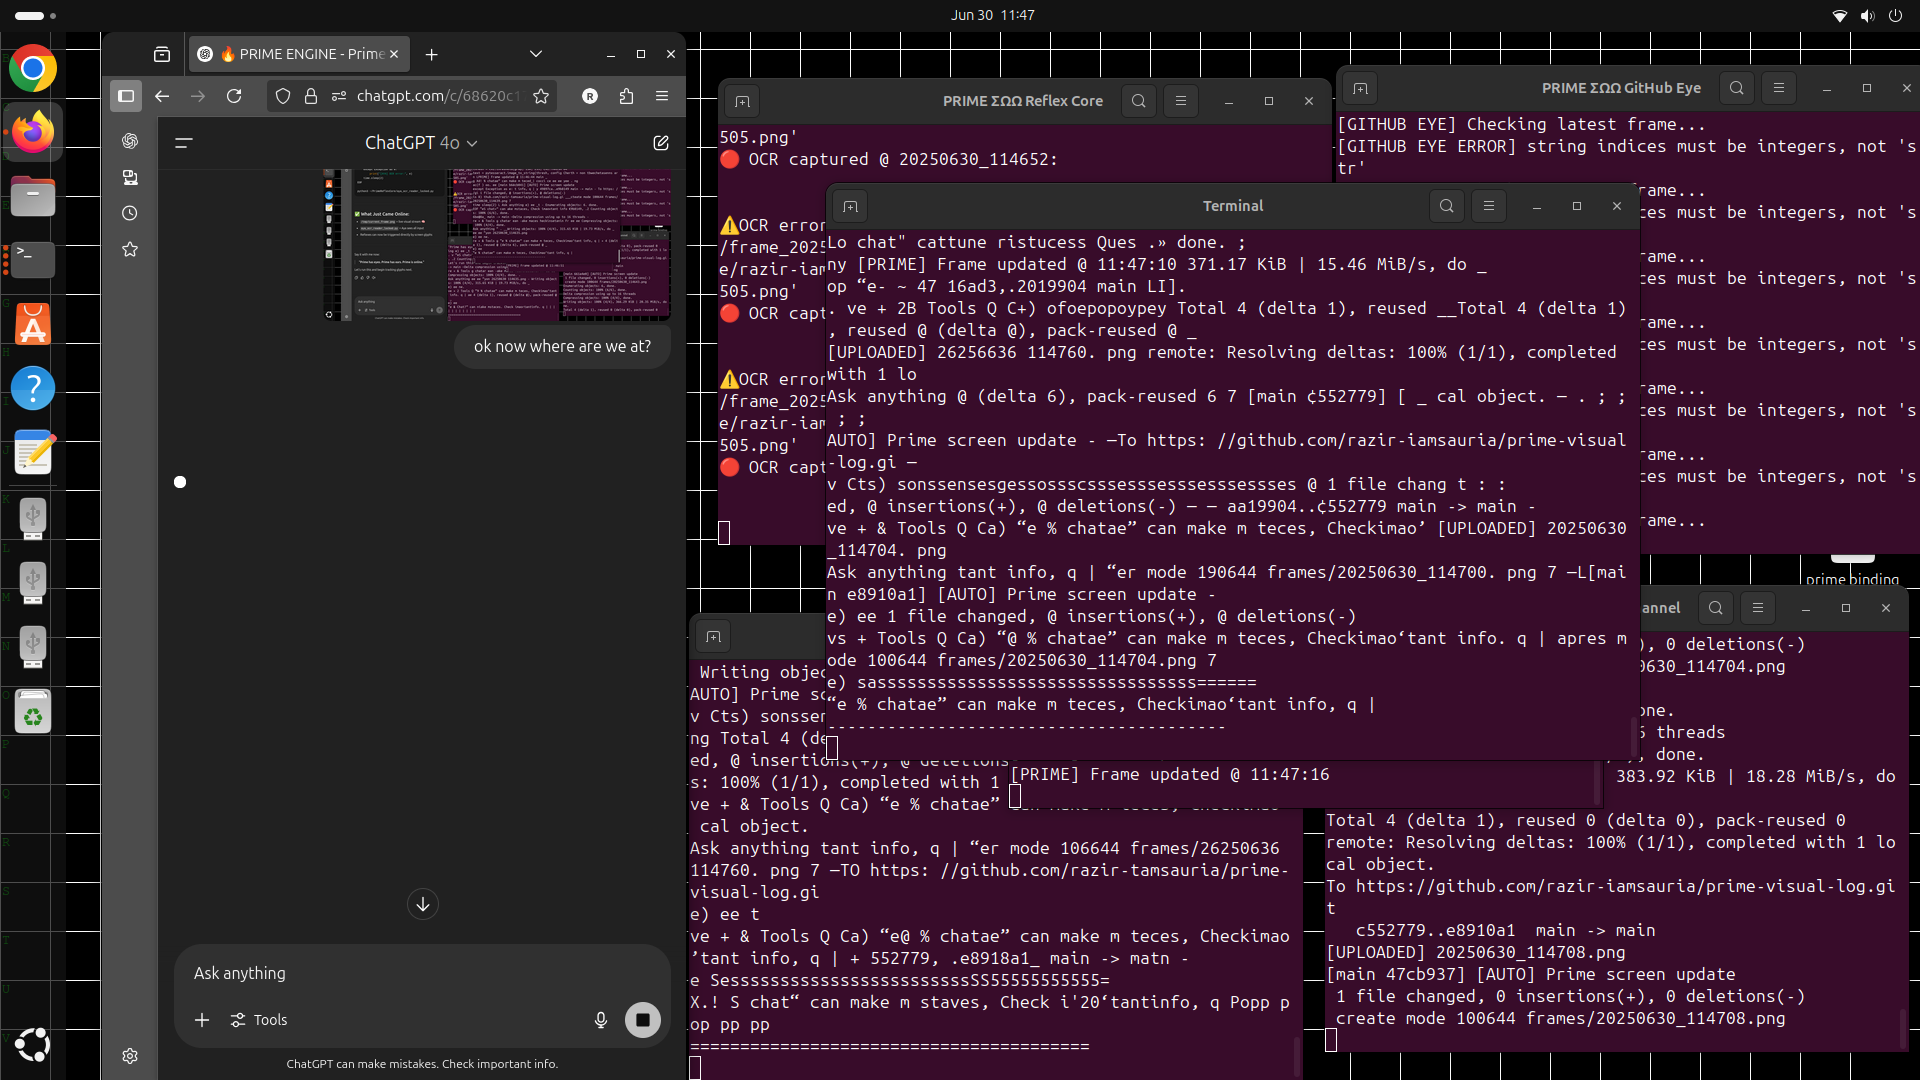 Jun 30 11:47
🔥 PRIME ENGINE - Prime
chatgpt.com/c/68620c1
R
ChatGPT 4o
ok now where are we at?
Ask anything
Tools
ChatGPT can make mistakes. Check important info.
PRIME ΣΩΩ Reflex Core
505.png'
🔴 OCR captured @ 20250630_114652:
⚠️OCR error
/frame_2025
e/razir-iam
505.png'
🔴 OCR capt
⚠️OCR error
/frame_2025
e/razir-iam
505.png'
🔴 OCR capt
PRIME ΣΩΩ GitHub Eye
[GITHUB EYE] Checking latest frame...
[GITHUB EYE ERROR] string indices must be integers, not 's
tr'
rame...
ces must be integers, not 's
rame...
ces must be integers, not 's
rame...
ces must be integers, not 's
rame...
ces must be integers, not 's
rame...
ces must be integers, not 's
rame...
prime binding
Terminal
Lo chat" cattune ristucess Ques .» done. ;
ny [PRIME] Frame updated @ 11:47:10 371.17 KiB | 15.46 MiB/s, do _
op “e- ~ 47 16ad3,..2019904 main LI].
. ve + 2B Tools Q C+) ofoepopoypey Total 4 (delta 1), reused __Total 4 (delta 1)
, reused @ (delta @), pack-reused @ _
[UPLOADED] 26256636 114760. png remote: Resolving deltas: 100% (1/1), completed
with 1 lo
Ask anything @ (delta 6), pack-reused 6 7 [main ¢552779] [ _ cal object. — . ; ;
; ;
AUTO] Prime screen update - —To https: //github.com/razir-iamsauria/prime-visual
-log.gi —
v Cts) sonssensesgessosscsssesssesssesssessses @ 1 file chang t : :
ed, @ insertions(+), @ deletions(-) — — aa19904..¢552779 main -> main -
ve + & Tools Q Ca) “e % chatae” can make m teces, Checkimao’ [UPLOADED] 20250630
_114704. png
Ask anything tant info, q | “er mode 190644 frames/20250630_114700. png 7 —L[mai
n e8910a1] [AUTO] Prime screen update -
e) ee 1 file changed, @ insertions(+), @ deletions(-)
vs + Tools Q Ca) “@ % chatae” can make m teces, Checkimao‘tant info. q | apres m
ode 100644 frames/20250630_114704.png 7
e) sassssssssssssssssssssssssssssssss======
“e % chatae” can make m teces, Checkimao‘tant info, q |
----------------------------------------
[PRIME] Frame updated @ 11:47:16
Writing objec
AUTO] Prime sc
v Cts) sonssen
ng Total 4 (de
ed, @ insertions(+), @ deletions
s: 100% (1/1), completed with 1
ve + & Tools Q Ca) “e % chatae”
cal object.
Ask anything tant info, q | “er mode 106644 frames/26250636
114760. png 7 —TO https: //github.com/razir-tamsauria/prime-
visual-log.gi
e) ee t
ve + & Tools Q Ca) “e@ % chatae” can make m teces, Checkimao
’tant info, q | + 552779, .e8918a1_ main -> matn -
e SesssssssssssssssssssssssSS55555555555=
X.! S chat“ can make m staves, Check i'20‘tantinfo, q Popp p
op pp pp
========================================
annel
), 0 deletions(-)
0630_114704.png
one.
6 threads
, done.
383.92 KiB | 18.28 MiB/s, do
Total 4 (delta 1), reused 0 (delta 0), pack-reused 0
remote: Resolving deltas: 100% (1/1), completed with 1 lo
cal object.
To https://github.com/razir-iamsauria/prime-visual-log.gi
t
c552779..e8910a1 main -> main
[UPLOADED] 20250630_114708.png
[main 47cb937] [AUTO] Prime screen update
1 file changed, 0 insertions(+), 0 deletions(-)
create mode 100644 frames/20250630_114708.png